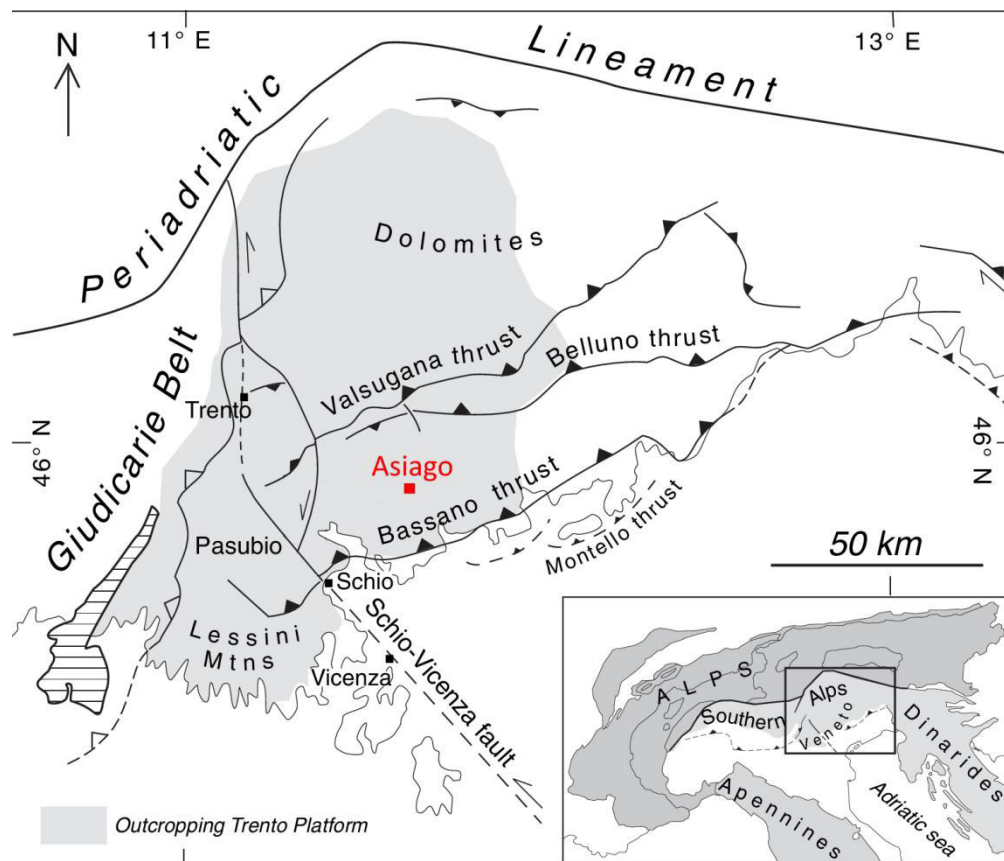 11° E
13° E
N
Periadriatic
Lineament
Dolomites
Giudicarie Belt
Valsugana thrust
Belluno thrust
Trento
46° N
46° N
Asiago
Bassano thrust
Montello thrust
Pasubio
50 km
Schio
Lessini
Mtns
Vicenza
Schio-Vicenza fault
ALPS
Southern
Alps
Veneto
Dinarides
Apennines
Adriatic sea
Outcropping Trento Platform